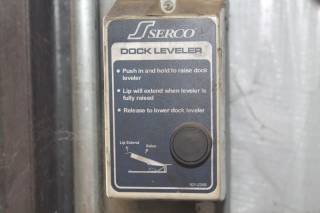 SERCO
DOCK LEVELER
• Push in and hold to raise dock
leveler
• Lip will extend when leveler is
fully raised
• Release to lower dock leveler
Lip Extend
Raise